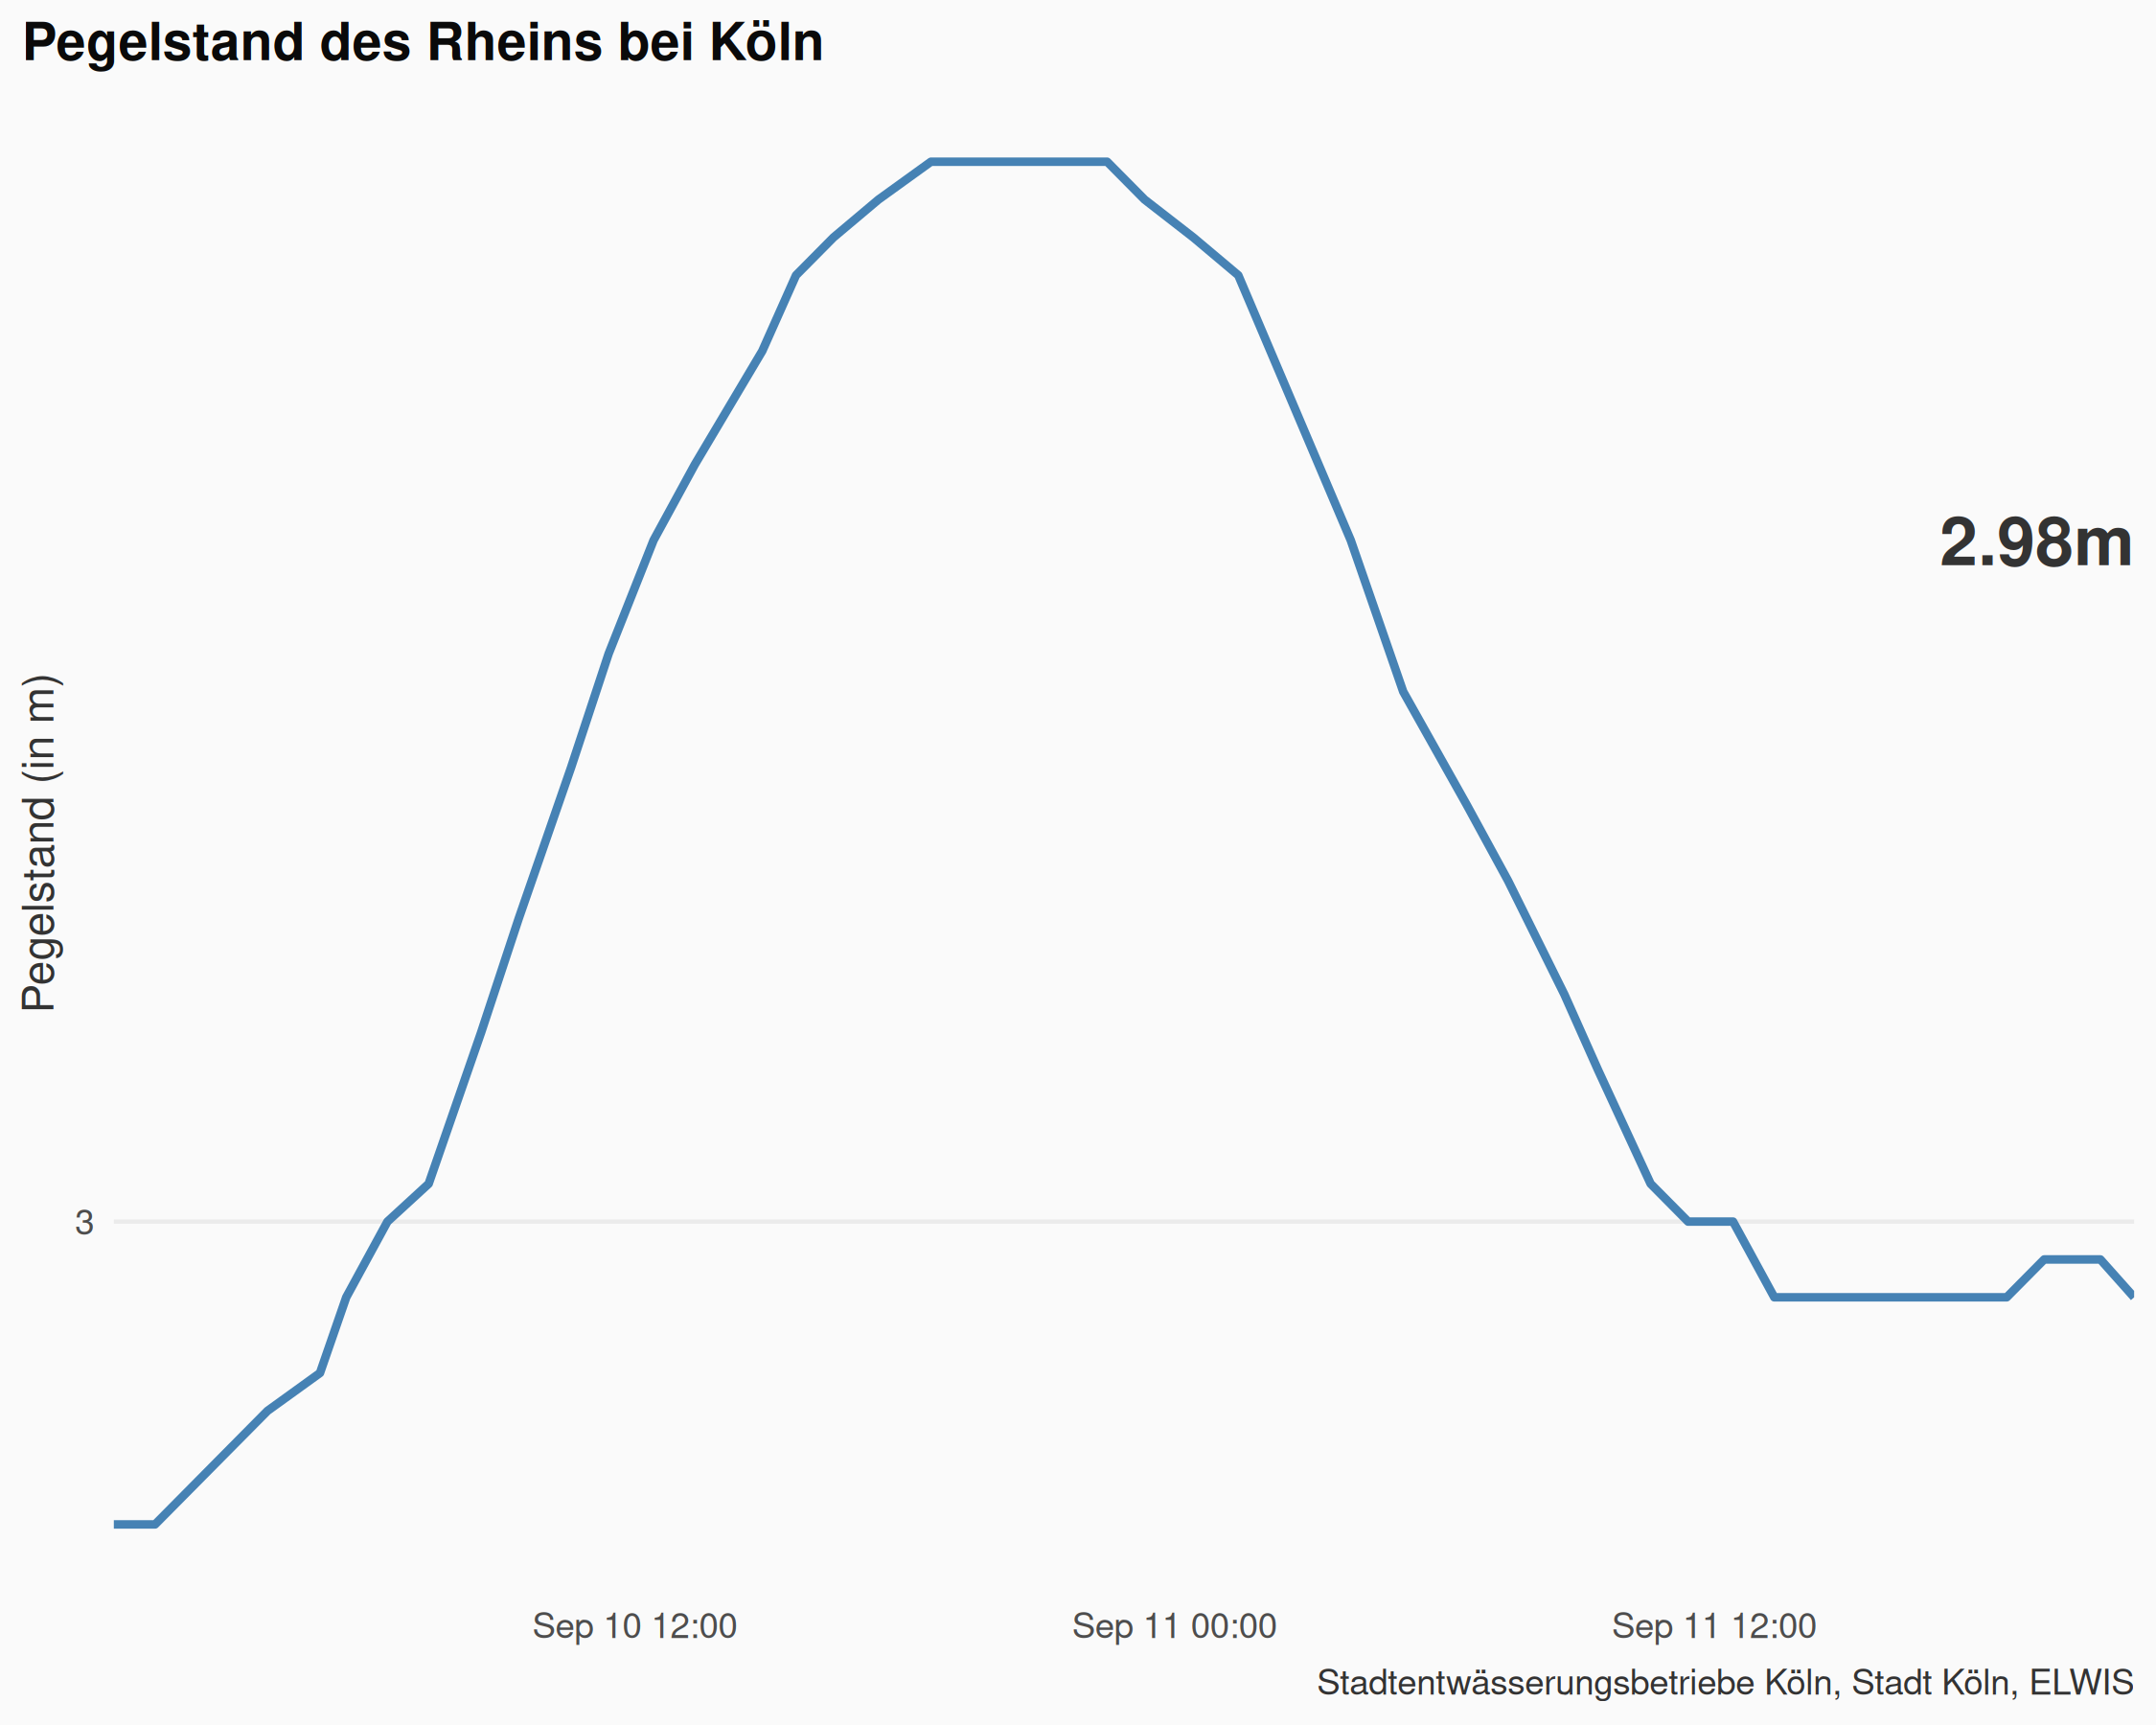 Pegelstand des Rheins bei Köln
2.98m
Pegelstand (in m)
3
Sep 10 12:00
Sep 11 00:00
Sep 11 12:00
Stadtentwässerungsbetriebe Köln, Stadt Köln, ELWIS